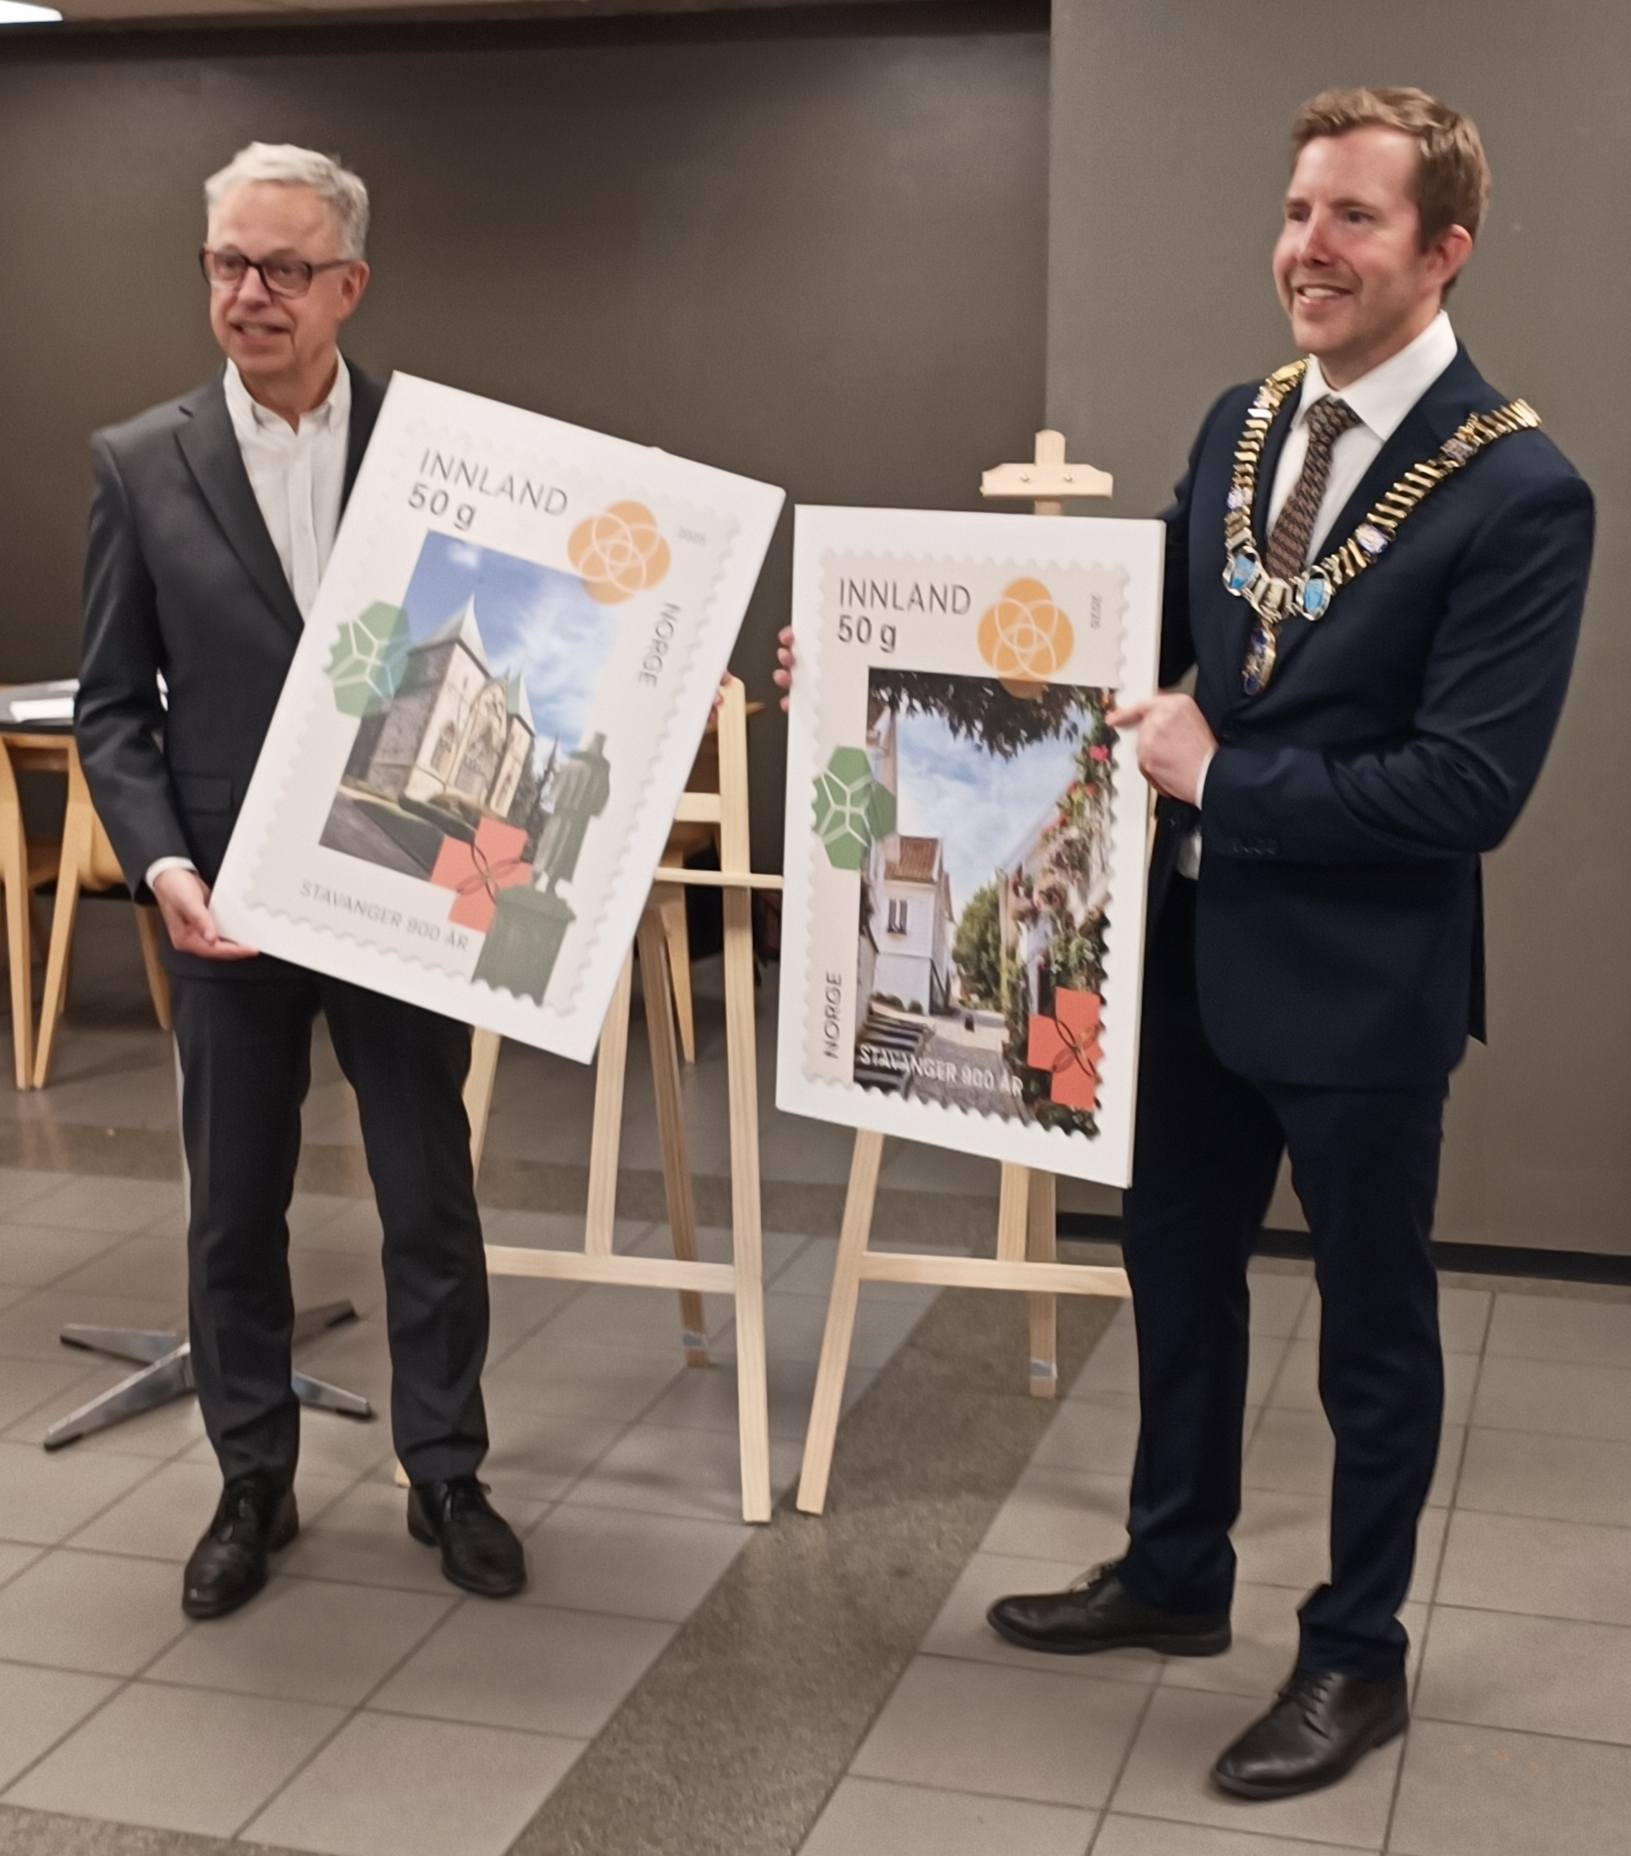 INNLAND
50 g
2025
NORGE
STAVANGER 900 ÅR
INNLAND
50 g
2025
NORGE
STAVANGER 900 ÅR